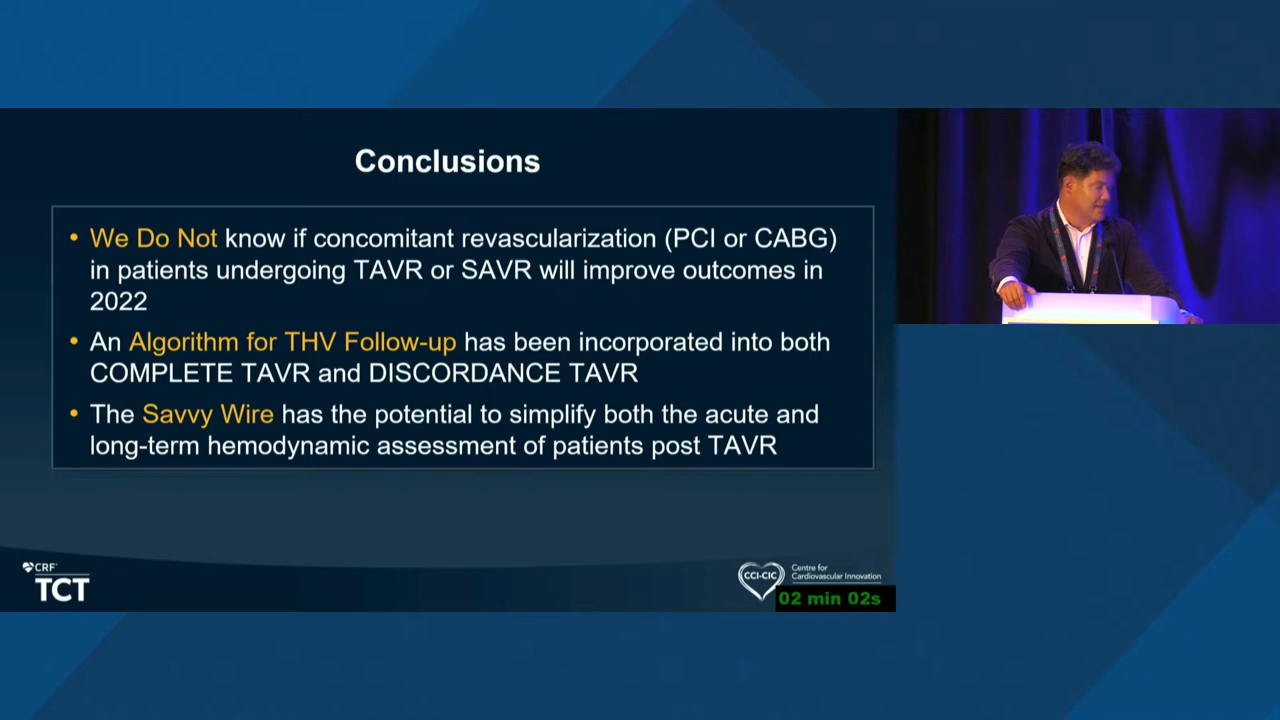 Conclusions
• We Do Not know if concomitant revascularization (PCI or CABG)
in patients undergoing TAVR or SAVR will improve outcomes in
2022
• An Algorithm for THV Follow-up has been incorporated into both
COMPLETE TAVR and DISCORDANCE TAVR
• The Savvy Wire has the potential to simplify both the acute and
long-term hemodynamic assessment of patients post TAVR
CRF
TCT
CCI-CIC
Centre for
Cardiovascular Innovation
02 min 02s